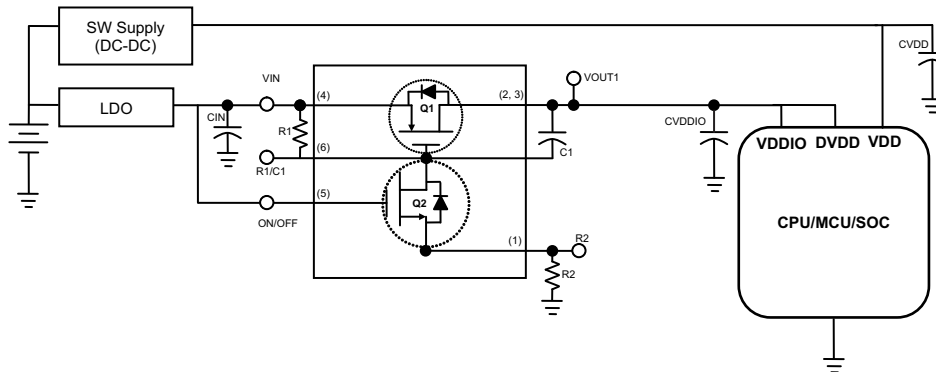 SW Supply
(DC-DC)
CVDD
VIN
VOUT1
LDO
(4)
(2, 3)
Q1
CIN
R1
CVDDIO
C1
VDDIO DVDD VDD
(6)
R1/C1
(5)
Q2
ON/OFF
CPU/MCU/SOC
(1)
R2
R2